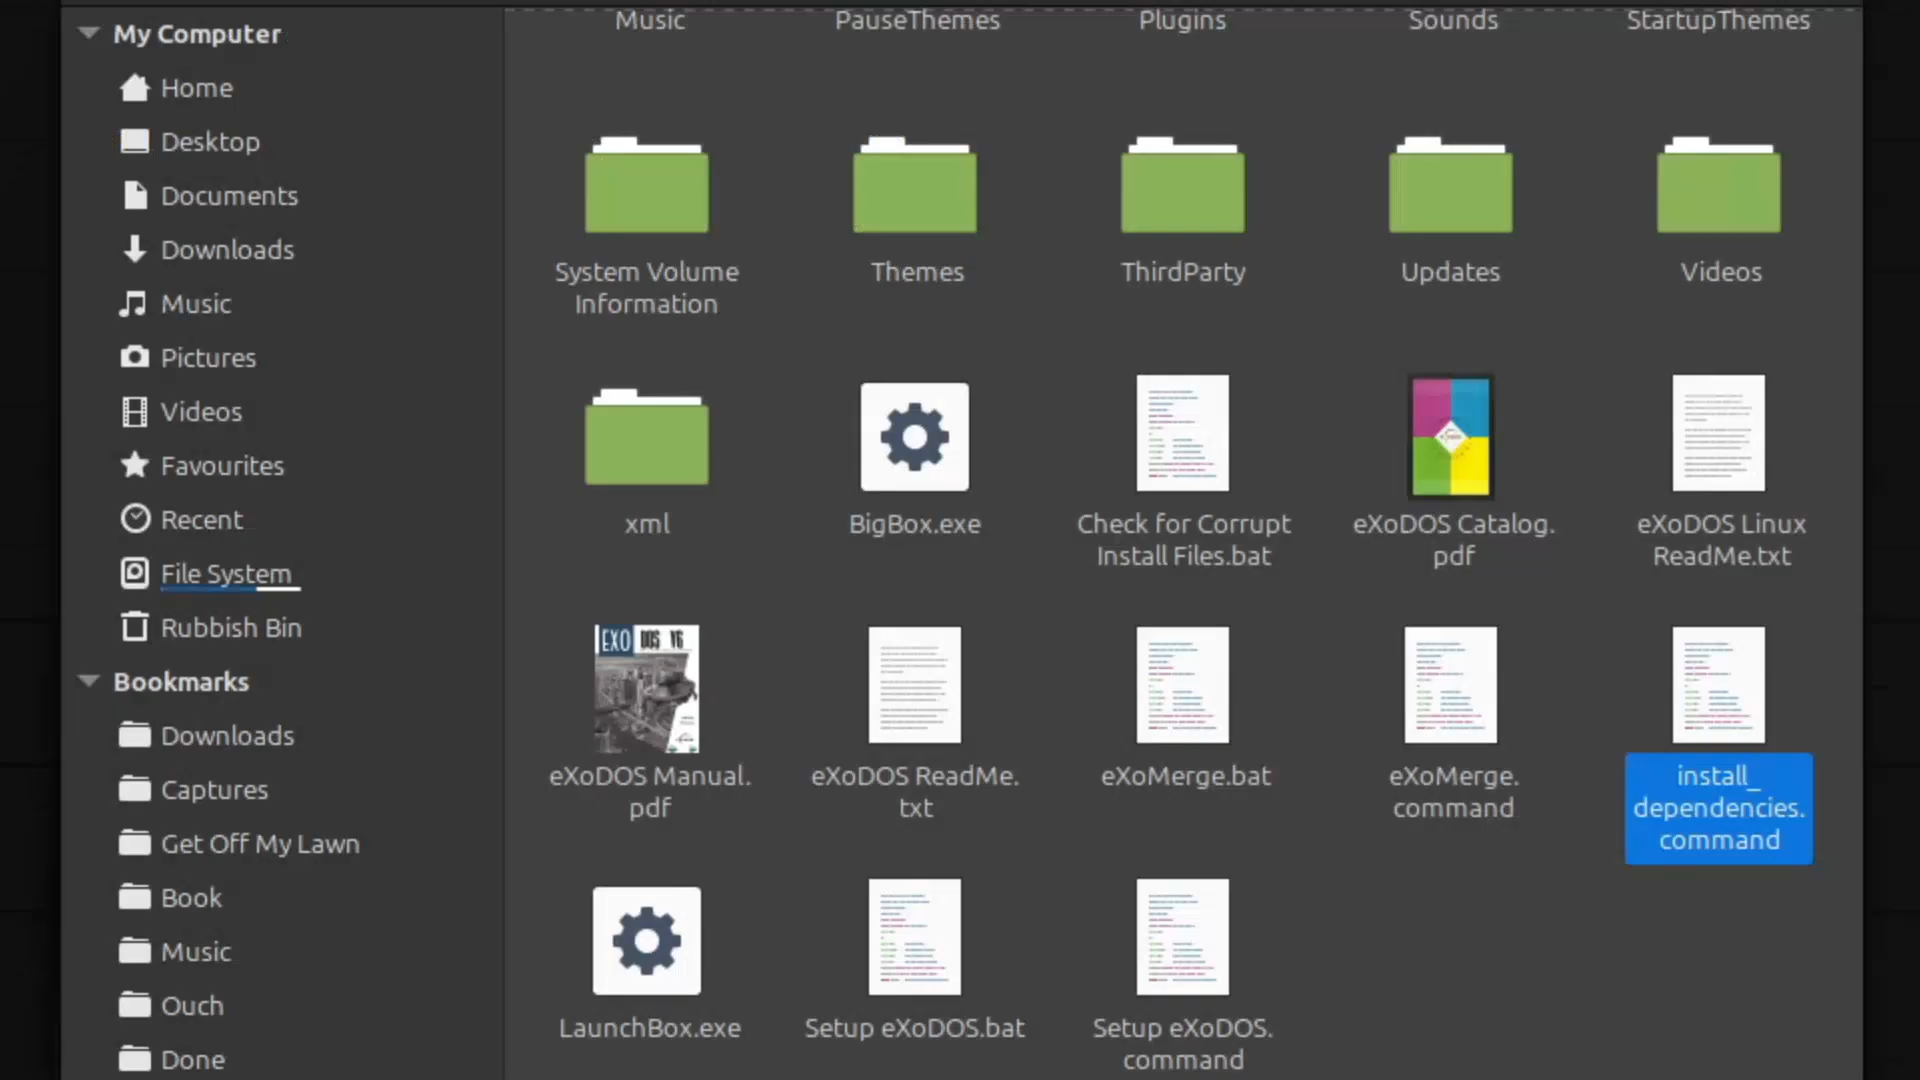 My Computer
Home
Desktop
Documents
Downloads
Music
Pictures
Videos
Favourites
Recent
File System
Rubbish Bin
Bookmarks
Downloads
Captures
Get Off My Lawn
Book
Music
Ouch
Done
Music PauseThemes Plugins Sounds StartupThemes
System Volume
Information
Themes
ThirdParty
Updates
Videos
xml
BigBox.exe
Check for Corrupt
Install Files.bat
eXoDOS Catalog.
pdf
eXoDOS Linux
ReadMe.txt
EXO DOS V6
eXoDOS Manual.
pdf
eXoDOS ReadMe.
txt
eXoMerge.bat
eXoMerge.
command
install_
dependencies.
command
LaunchBox.exe
Setup eXoDOS.bat
Setup eXoDOS.
command